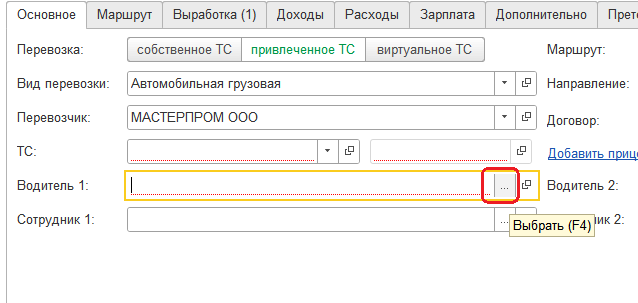 Основное Маршрут Выработка (1) Доходы Расходы Зарплата Дополнительно Прете
Перевозка: собственное ТС привлеченное ТС виртуальное ТС Маршрут:
Вид перевозки: Автомобильная грузовая Направление:
Перевозчик: МАСТЕРПРОМ ООО Договор:
ТС: Добавить прице
Водитель 1: ... Водитель 2:
Сотрудник 1: ... ник 2:
Выбрать (F4)